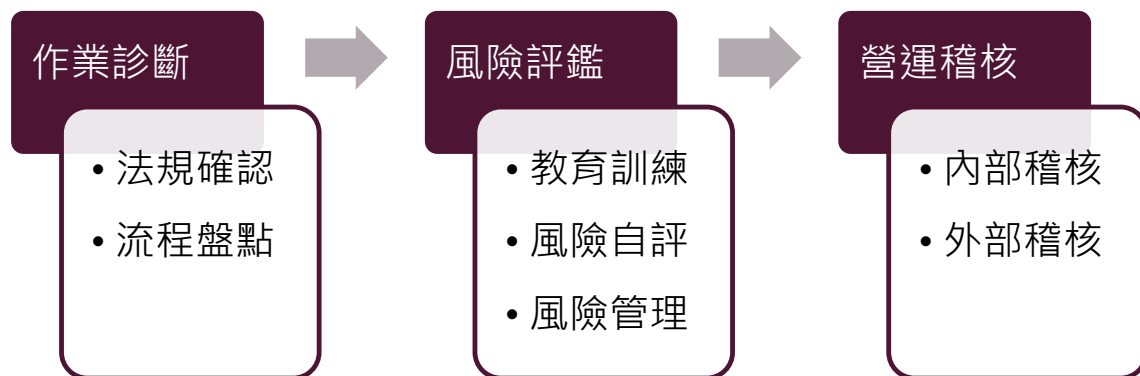 作業診斷
• 法規確認
• 流程盤點
風險評鑑
• 教育訓練
• 風險自評
• 風險管理
營運稽核
• 內部稽核
• 外部稽核